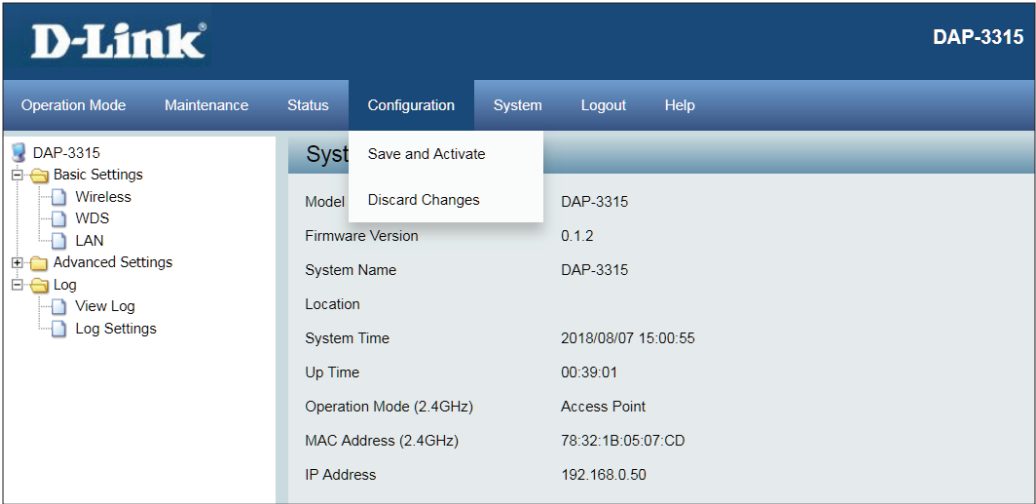 D-Link
DAP-3315
Operation Mode Maintenance Status Configuration System Logout Help
DAP-3315
Basic Settings
Wireless
WDS
LAN
Advanced Settings
Log
View Log
Log Settings
Save and Activate
Discard Changes
Syst
Model DAP-3315
Firmware Version 0.1.2
System Name DAP-3315
Location
System Time 2018/08/07 15:00:55
Up Time 00:39:01
Operation Mode (2.4GHz) Access Point
MAC Address (2.4GHz) 78:32:1B:05:07:CD
IP Address 192.168.0.50